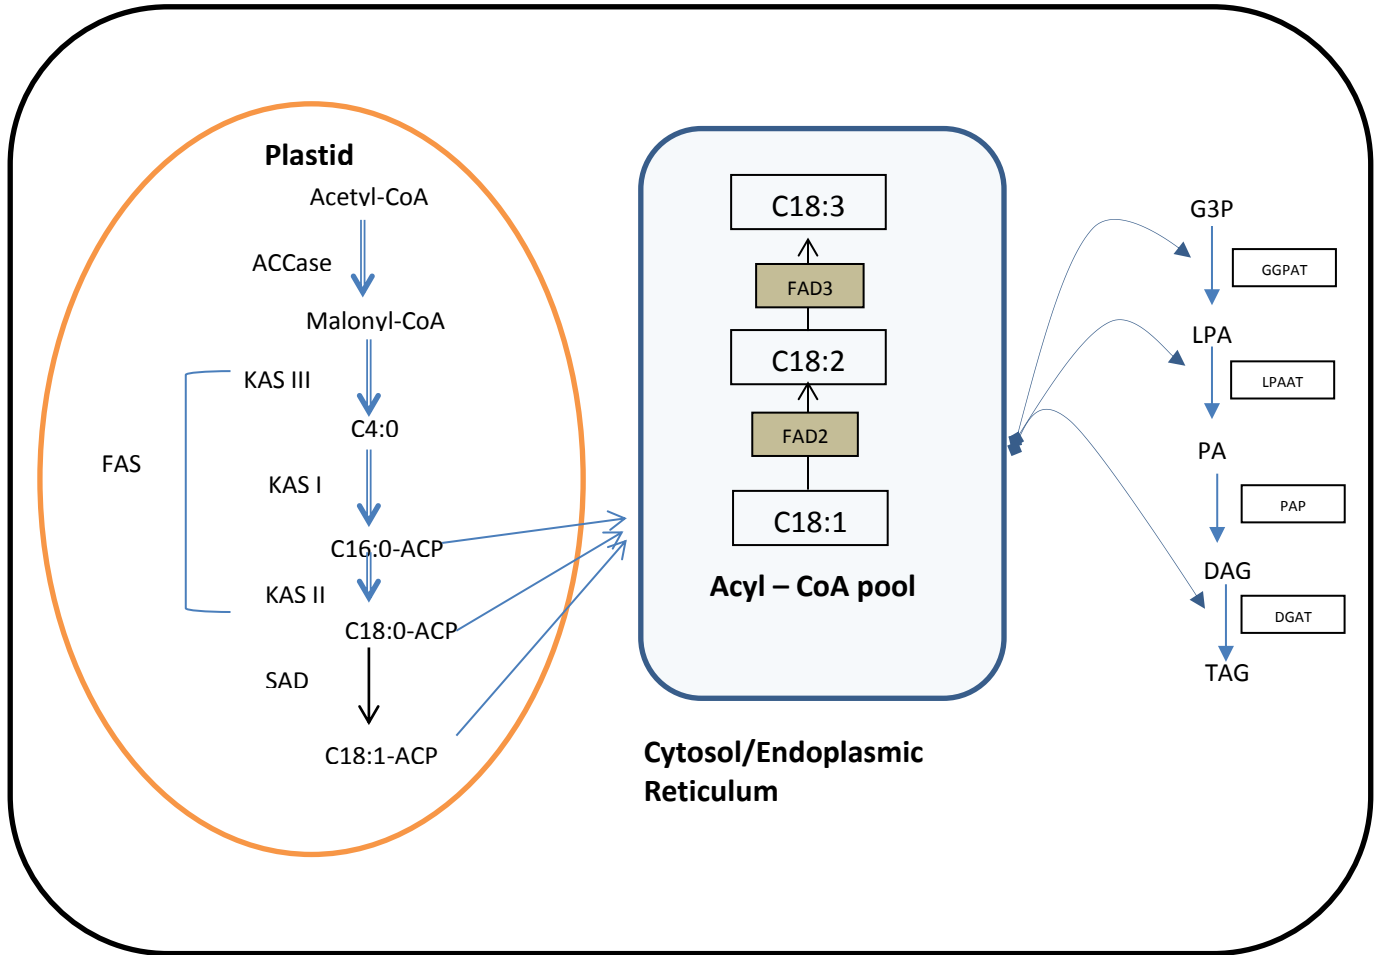 Plastid
Acetyl-CoA
ACCase
Malonyl-CoA
KAS III
C4:0
FAS
KAS I
C16:0-ACP
KAS II
C18:0-ACP
SAD
C18:1-ACP
C18:3
FAD3
C18:2
FAD2
C18:1
Acyl – CoA pool
Cytosol/Endoplasmic
Reticulum
G3P
GGPAT
LPA
LPAAT
PA
PAP
DAG
DGAT
TAG